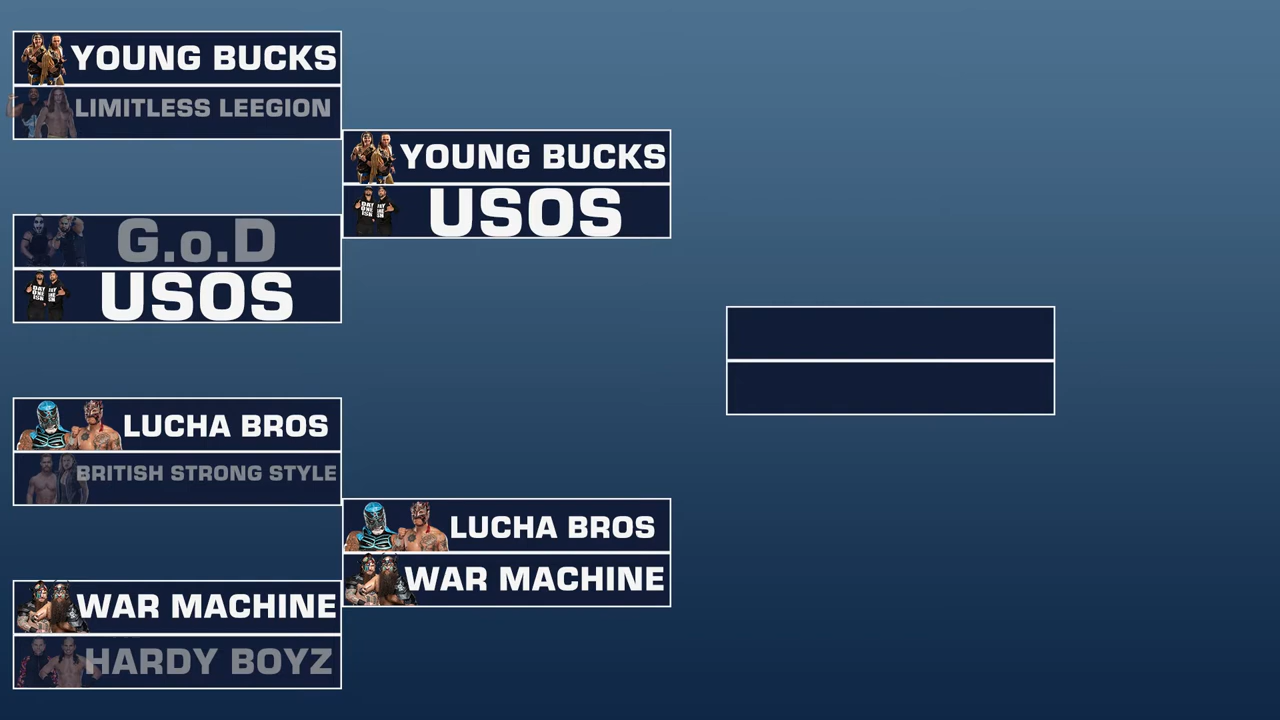 YOUNG BUCKS
LIMITLESS LEEGION
G.o.D
USOS
LUCHA BROS
BRITISH STRONG STYLE
WAR MACHINE
HARDY BOYZ
YOUNG BUCKS
USOS
LUCHA BROS
WAR MACHINE